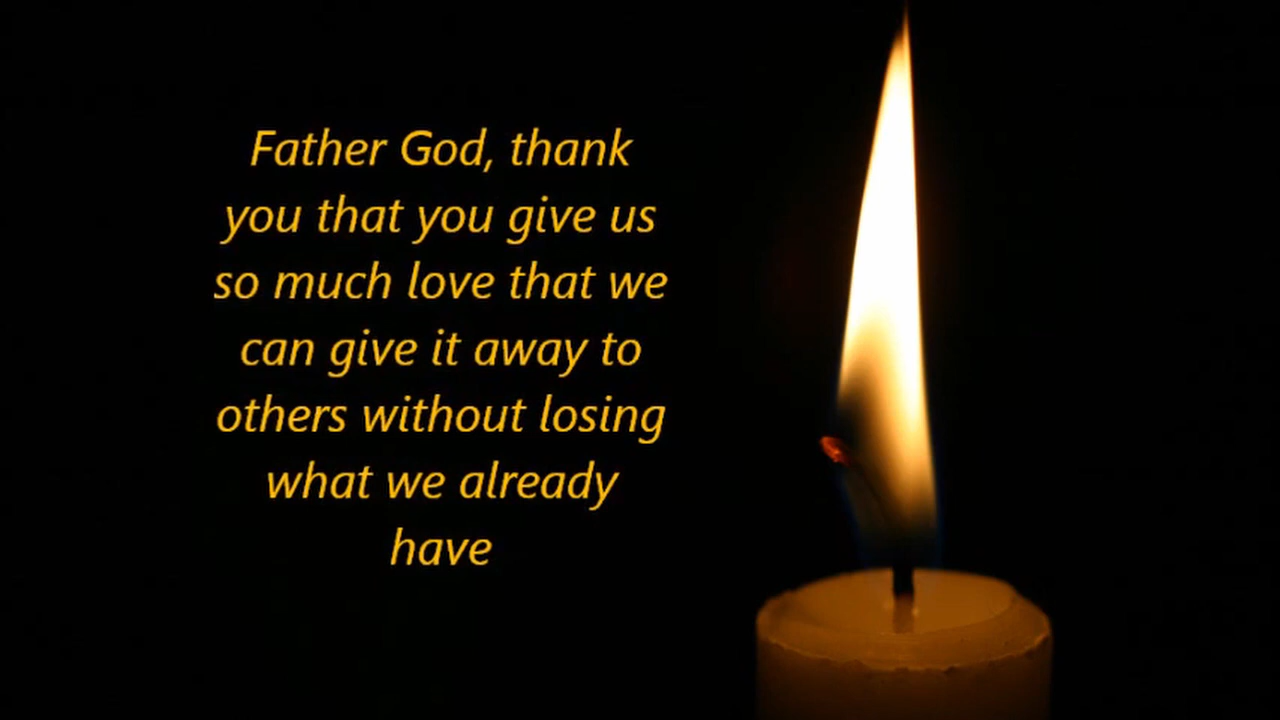 Father God, thank
you that you give us
so much love that we
can give it away to
others without losing
what we already
have